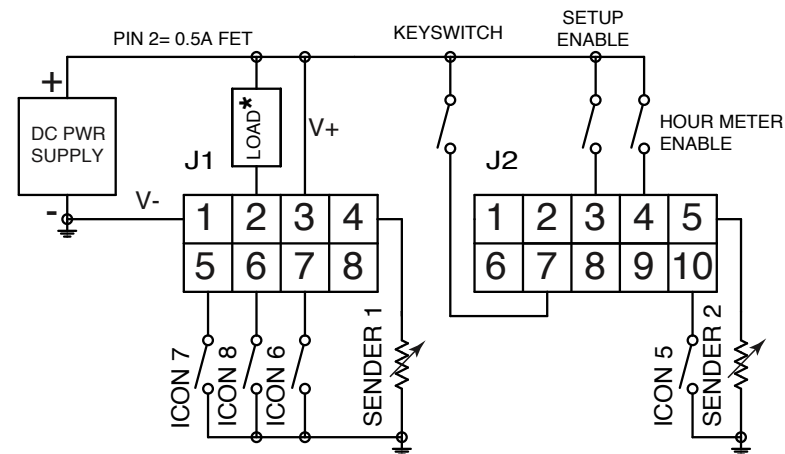 PIN 2= 0.5A FET
KEYSWITCH
SETUP
ENABLE
+
DC PWR
SUPPLY
-
LOAD*
V+
HOUR METER
ENABLE
J1
J2
V-
1 2 3 4
5 6 7 8
1 2 3 4 5
6 7 8 9 10
ICON 7
ICON 8
ICON 6
SENDER 1
ICON 5
SENDER 2